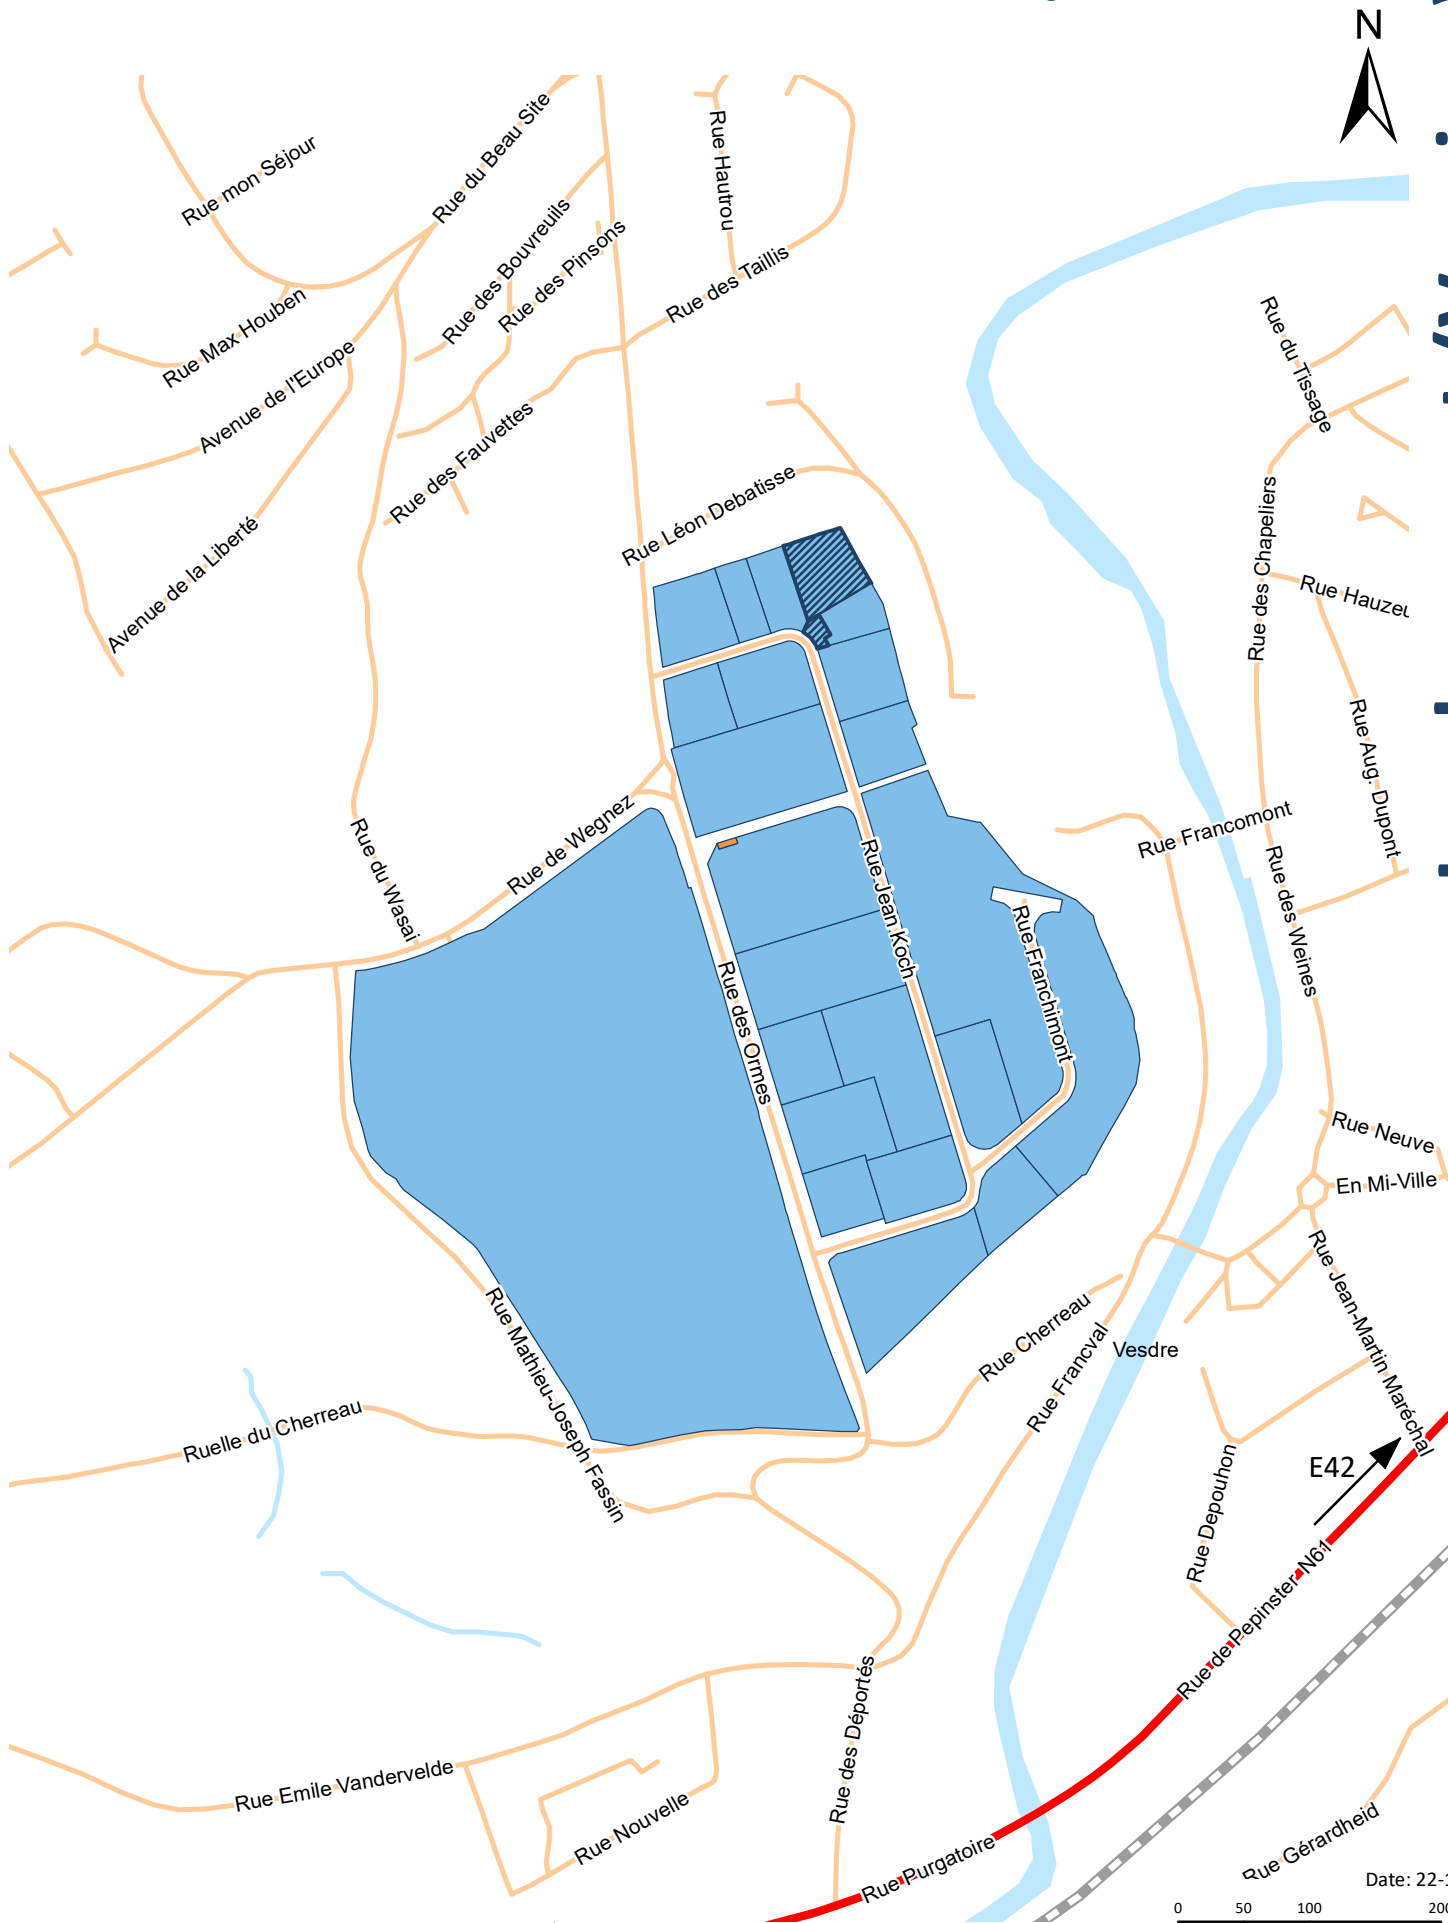 N
Rue mon Séjour
Rue du Beau Site
Rue Hautrou
Rue des Bouvreuils
Rue des Pinsons
Rue des Taillis
Rue Max Houben
Avenue de l'Europe
Rue du Tissage
Rue des Fauvettes
Rue Léon Debatisse
Avenue de la Liberté
Rue des Chapeliers
Rue Hauzeu
Rue Aug. Dupont
Rue de Wegnez
Rue du Wasai
Rue Francomont
Rue Jean Koch
Rue Franchimont
Rue des Weines
Rue des Ormes
Rue Neuve
En Mi-Ville
Rue Jean-Martin Maréchal
Rue Mathieu-Joseph Fassin
Rue Cherreau
Rue Francval
Vesdre
Ruelle du Cherreau
E42
Rue Depouhon
Rue de Pepinster N61
Rue des Déportés
Rue Emile Vandervelde
Rue Nouvelle
Rue Purgatoire
Rue Gérardheid
Date: 22-1
0 50 100 200